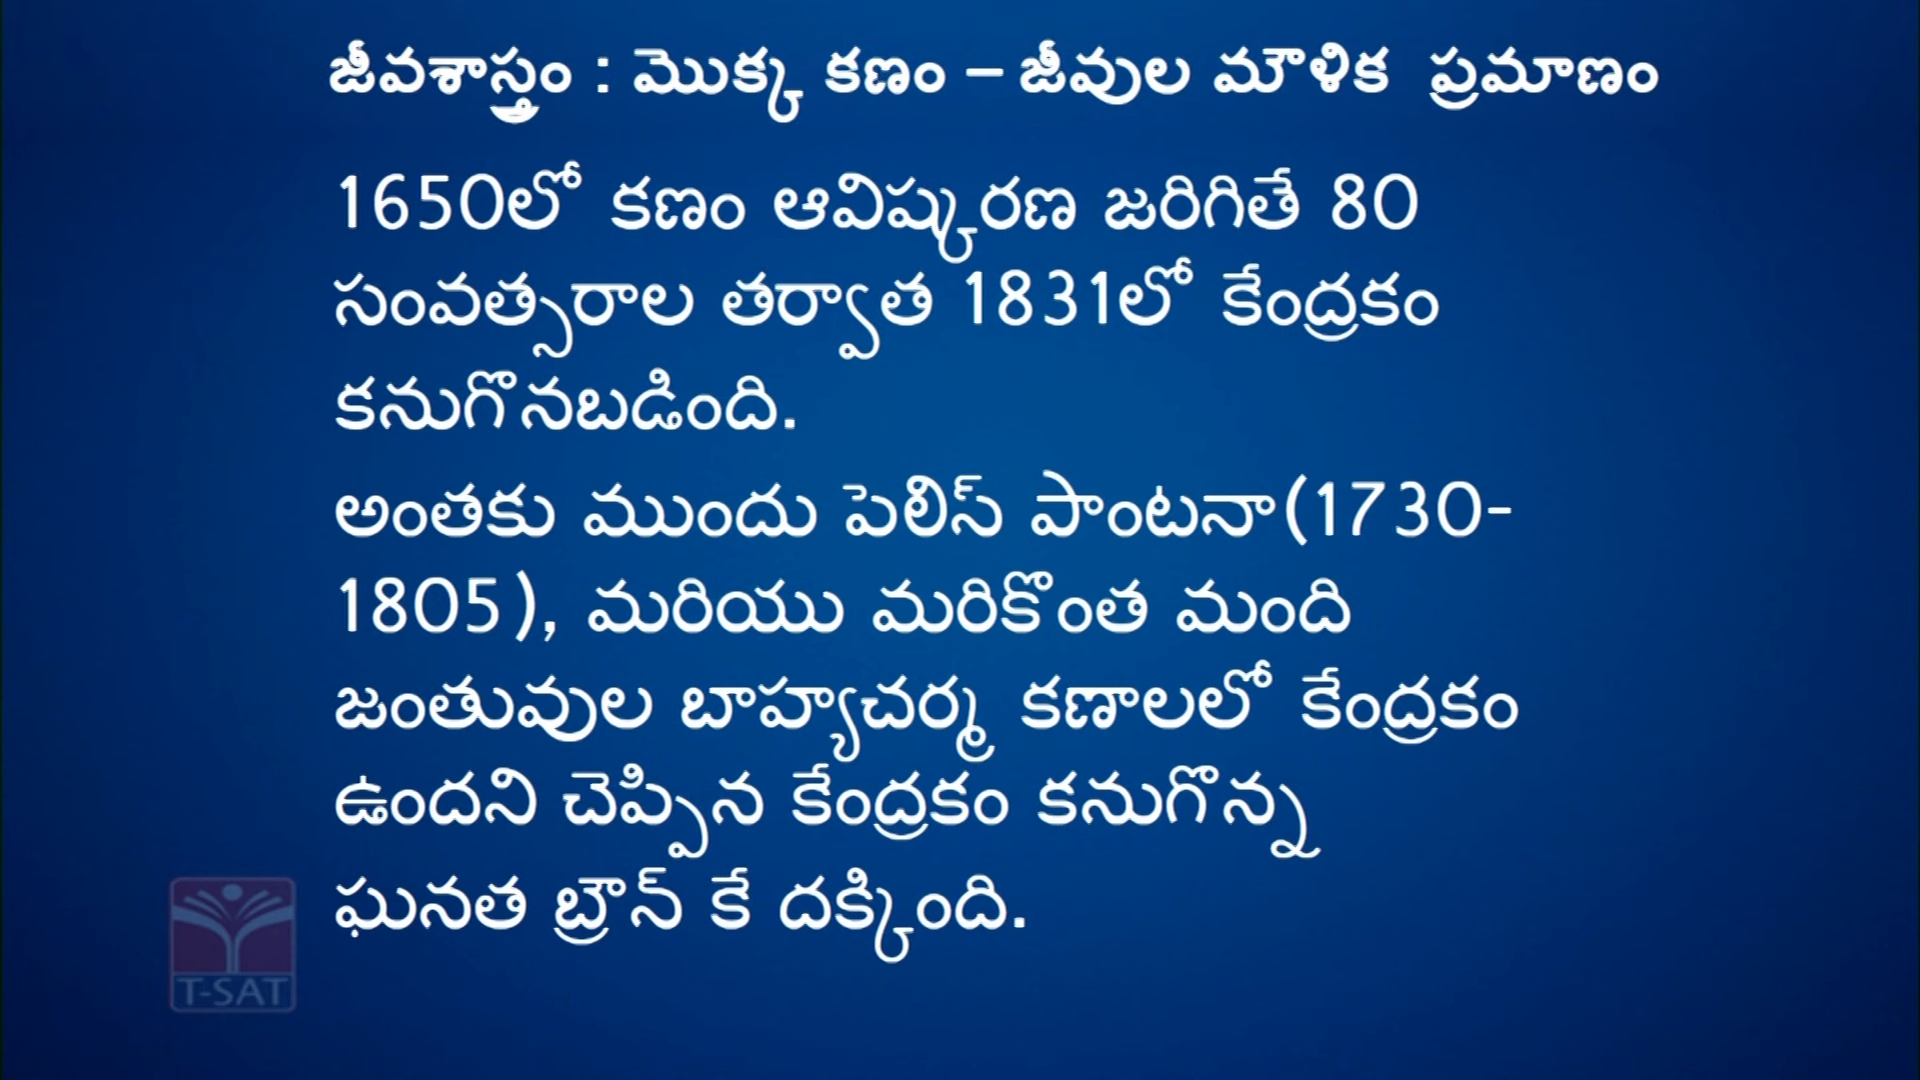 జీవశాస్త్రం : మొక్క కణం – జీవుల మౌళిక ప్రమాణం
1650లో కణం ఆవిష్కరణ జరిగితే 80
సంవత్సరాల తర్వాత 1831లో కేంద్రకం
కనుగొనబడింది.
అంతకు ముందు పెలిస్ పాంటనా(1730-
1805), మరియు మరికొంత మంది
జంతువుల బాహ్యచర్మ కణాలలో కేంద్రకం
ఉందని చెప్పిన కేంద్రకం కనుగొన్న
ఘనత బ్రౌన్ కే దక్కింది.
T-SAT